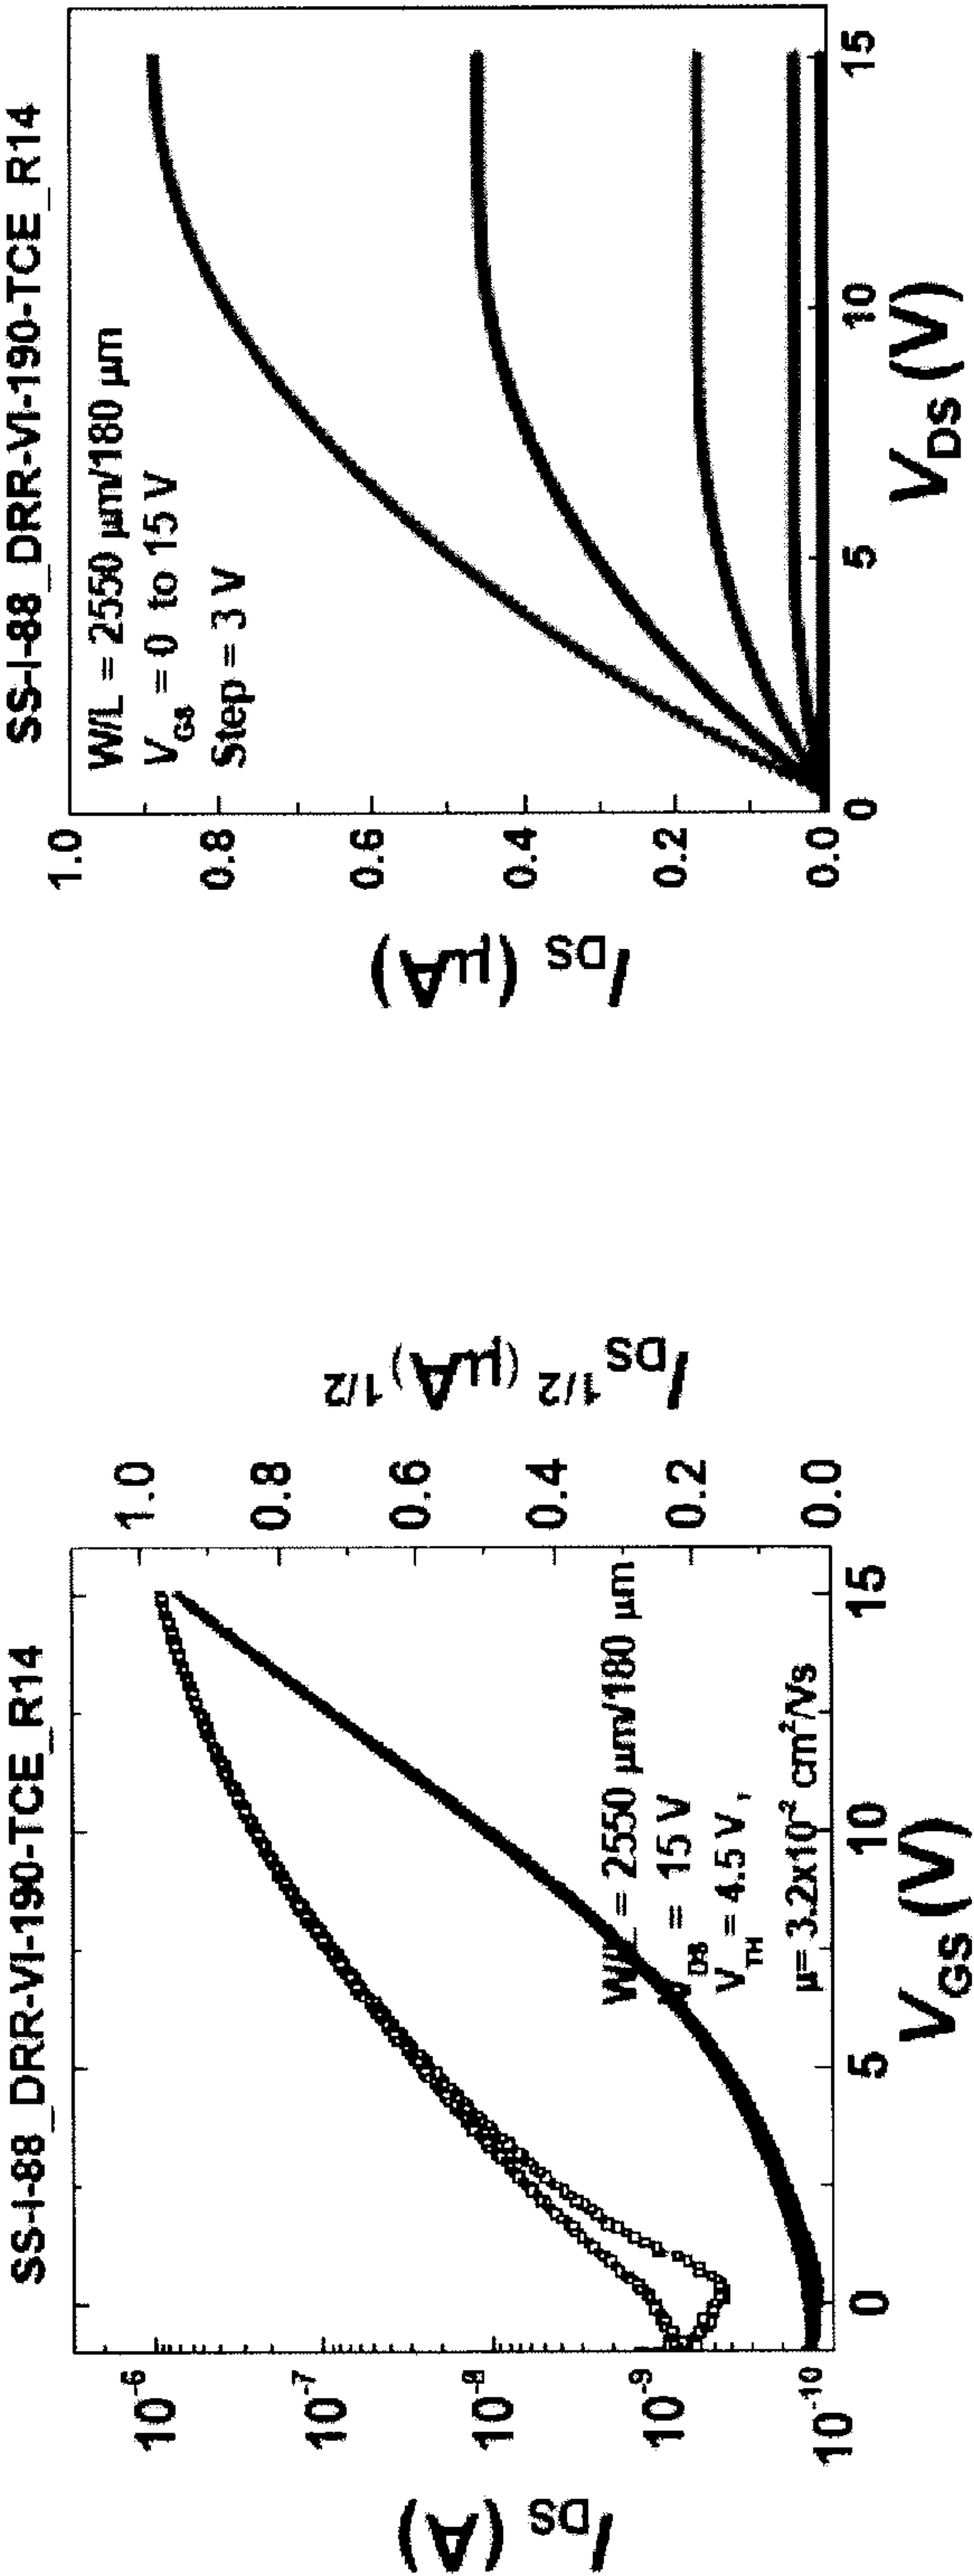 SS-I-88_DRR-VI-190-TCE_R14
I_DS (A)
10^-6
10^-7
10^-8
10^-9
10^-10
W/L = 2550 µm/180 µm
V_DS = 15 V
V_TH = 4.5 V,
µ= 3.2x10^-2 cm^2/Vs
1.0
0.8
0.6
0.4
0.2
0.0
I_DS^1/2 (µA)^1/2
0 5 10 15
V_GS (V)
SS-I-88_DRR-VI-190-TCE_R14
I_DS (µA)
1.0
0.8
0.6
0.4
0.2
0.0
W/L = 2550 µm/180 µm
V_GS = 0 to 15 V
Step = 3 V
0 5 10 15
V_DS (V)